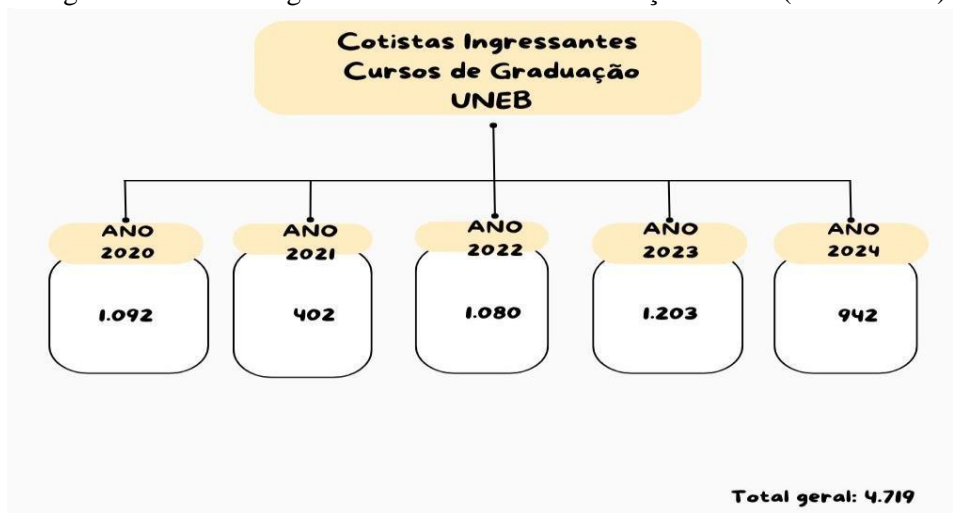 Cotistas Ingressantes
Cursos de Graduação
UNEB
ANO
2020
1.092
ANO
2021
402
ANO
2022
1.080
ANO
2023
1.203
ANO
2024
942
Total geral: 4.719